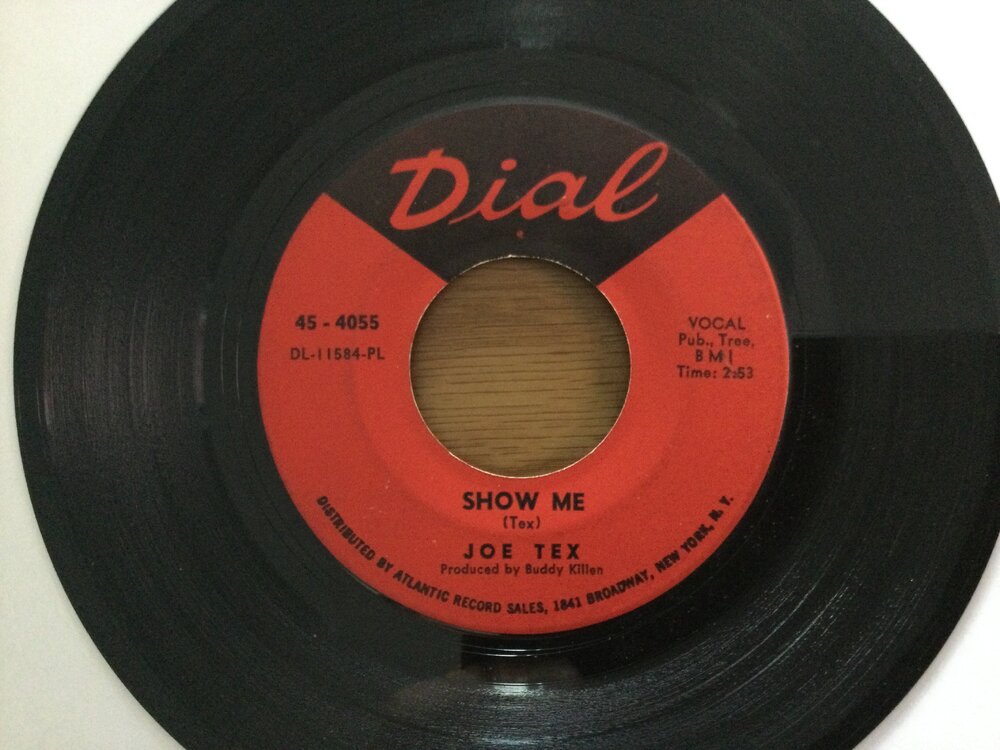 Dial
45 - 4055
DL-11584-PL
VOCAL
Pub., Tree,
BMI
Time: 2:53
SHOW ME
(Tex)
JOE TEX
Produced by Buddy Killen
DISTRIBUTED BY ATLANTIC RECORD SALES, 1841 BROADWAY, NEW YORK, N. Y.